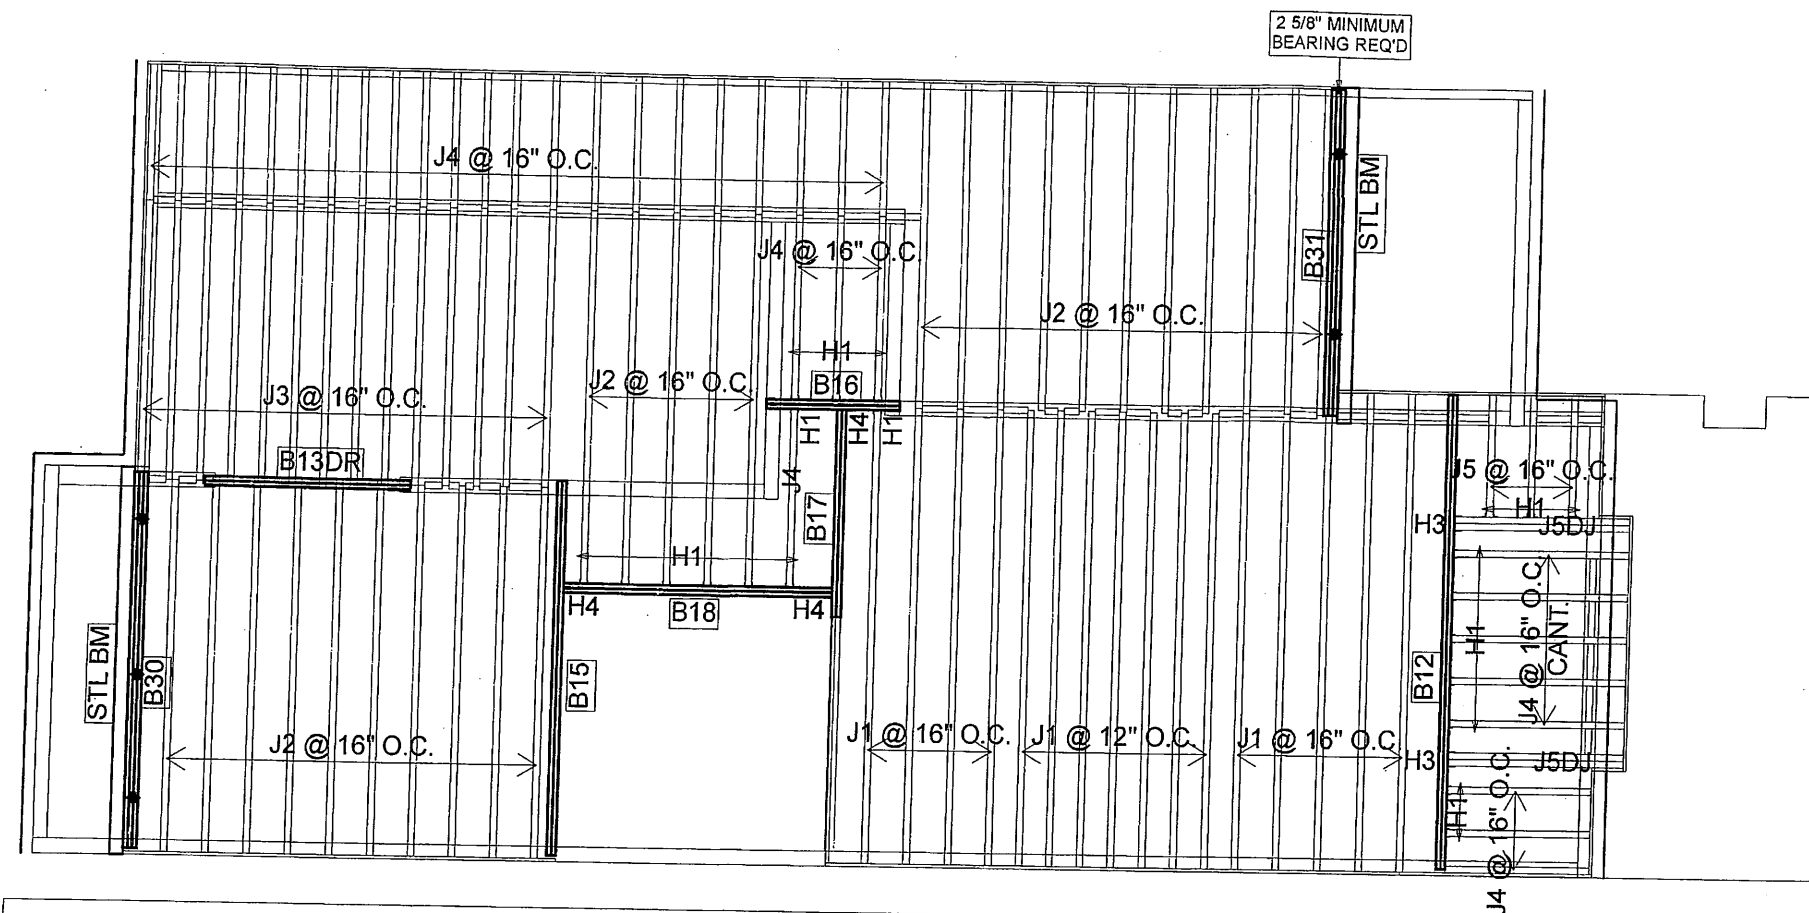 2 5/8" MINIMUM
BEARING REQ'D
J4 @ 16" O.C.
STL BM
B31
J4 @ 16" O.C.
J2 @ 16" O.C.
H1
B16
J2 @ 16" O.C.
J3 @ 16" O.C.
H1
H4
H1
B13DR
J4
B17
J5 @ 16" O.C.
H1
H3
J5DJ
H1
H4
B18
H4
J4 @ 16" O.C.
CANT.
H1
STL BM
B30
B15
B12
J2 @ 16" O.C.
J1 @ 16" O.C.
J1 @ 12" O.C.
J1 @ 16" O.C.
H3
J5DJ
H1
J4 @ 16" O.C.